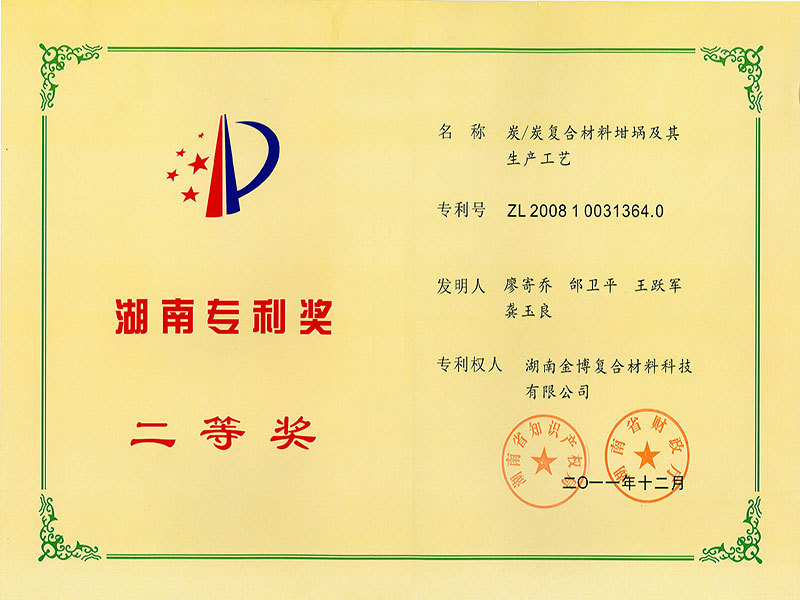 湖南专利奖
二等奖
名 称 炭/炭复合材料坩埚及其
生产工艺
专利号 ZL 2008 1 0031364.0
发明人 廖寄乔 邰卫平 王跃军
龚玉良
专利权人 湖南金博复合材料科技
有限公司
湖南省知识产权局
湖南省财政厅
二〇一一年十二月